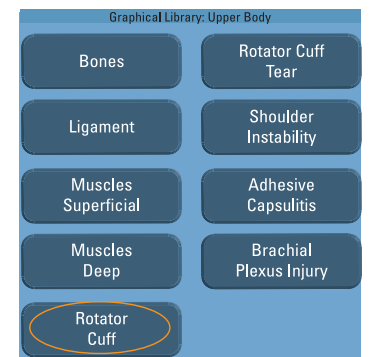 Graphical Library: Upper Body
Bones
Rotator Cuff
Tear
Ligament
Shoulder
Instability
Muscles
Superficial
Adhesive
Capsulitis
Muscles
Deep
Brachial
Plexus Injury
Rotator
Cuff